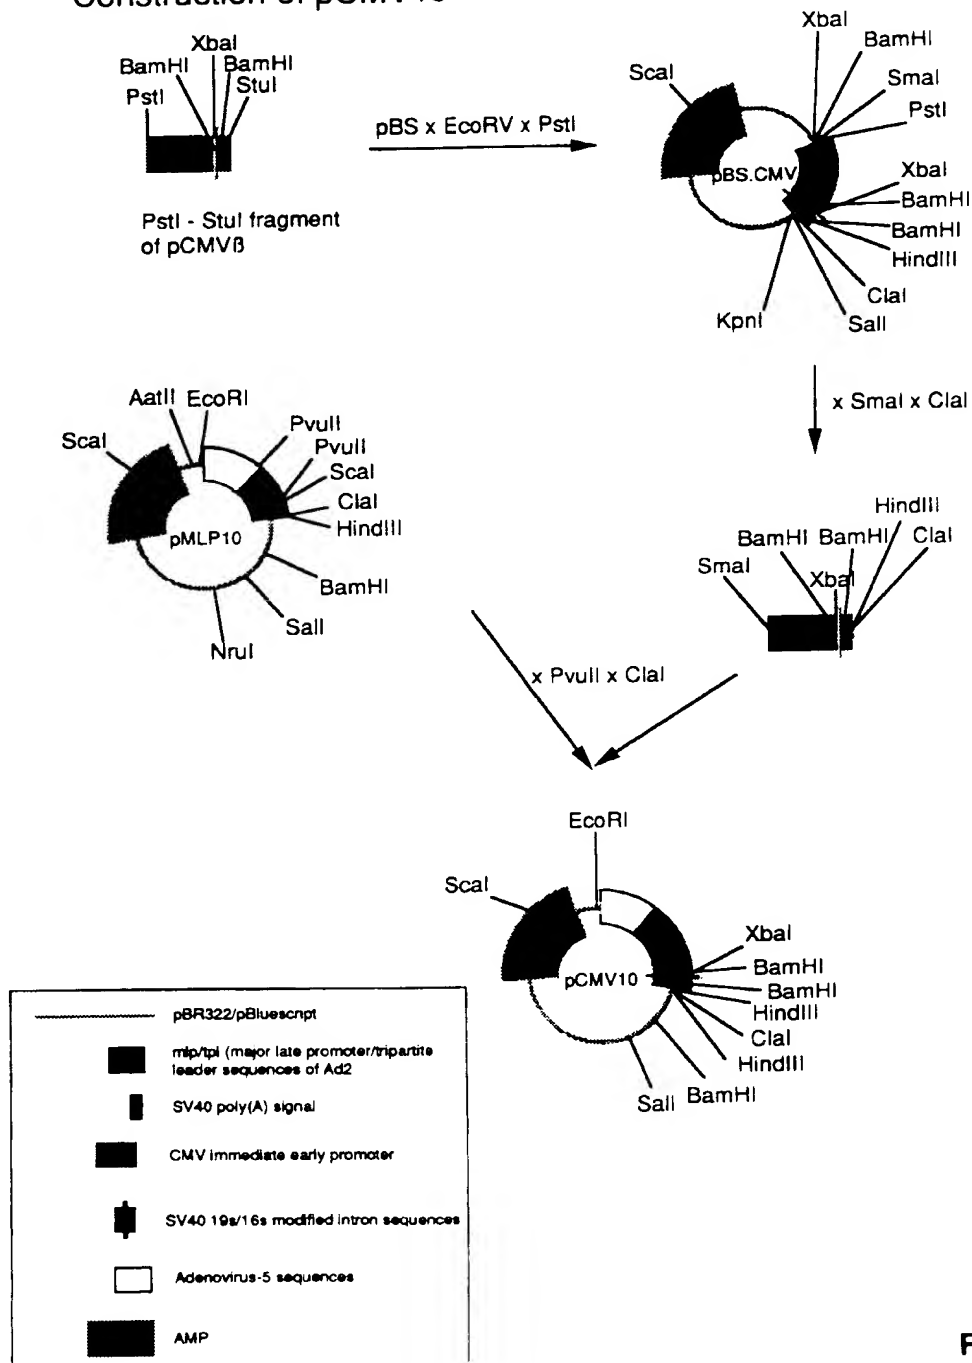 XbaI
BamHI
BamHI
StuI
PstI
PstI - StuI fragment
of pCMVß
pBS x EcoRV x PstI
XbaI
BamHI
SmaI
PstI
ScaI
pBS.CMV
XbaI
BamHI
BamHI
HindIII
ClaI
SalI
KpnI
x SmaI x ClaI
AatII
EcoRI
PvuII
PvuII
ScaI
ClaI
HindIII
ScaI
pMLP10
BamHI
SalI
NruI
HindIII
BamHI
BamHI
ClaI
SmaI
XbaI
x PvuII x ClaI
EcoRI
ScaI
pCMV10
XbaI
BamHI
BamHI
HindIII
ClaI
HindIII
BamHI
SalI
pBR322/pBluescript
mlp/tpl (major late promoter/tripartite
leader sequences of Ad2
SV40 poly(A) signal
CMV immediate early promoter
SV40 19s/16s modified intron sequences
Adenovirus-5 sequences
AMP